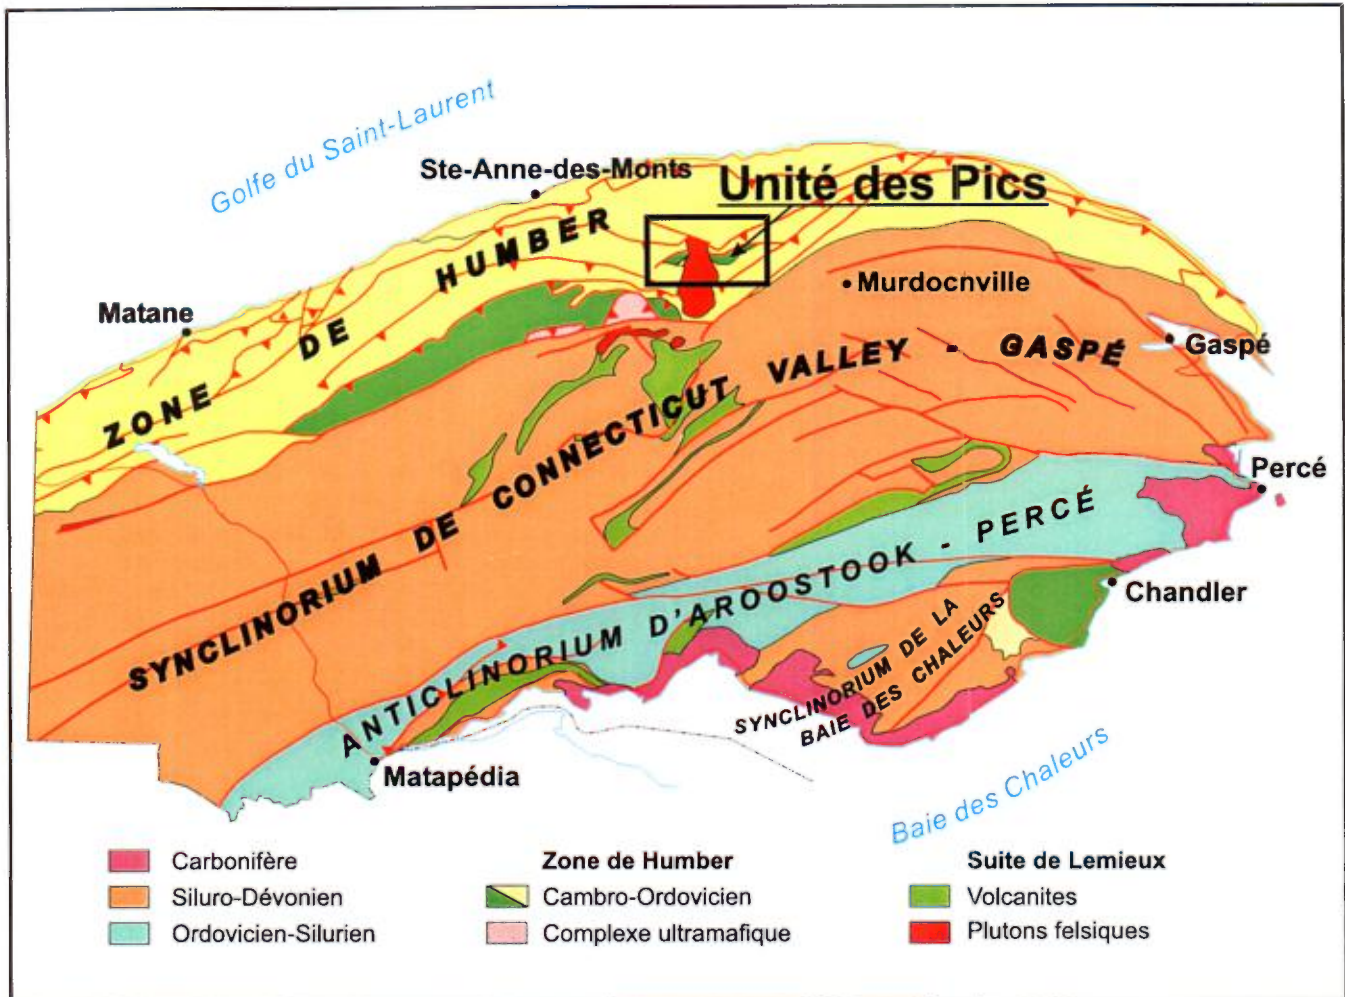 Golfe du Saint-Laurent
Ste-Anne-des-Monts
Unité des Pics
ZONE DE HUMBER
Matane
Murdocnville
Gaspé
SYNCLINORIUM DE CONNECTICUT VALLEY GASPÉ
Percé
ANTICLINORIUM D'AROOSTOOK - PERCÉ
Chandler
SYNCLINORIUM DE LA
BAIE DES CHALEURS
Matapédia
Baie des Chaleurs
Carbonifère
Siluro-Dévonien
Ordovicien-Silurien
Zone de Humber
Cambro-Ordovicien
Complexe ultramafique
Suite de Lemieux
Volcanites
Plutons felsiques